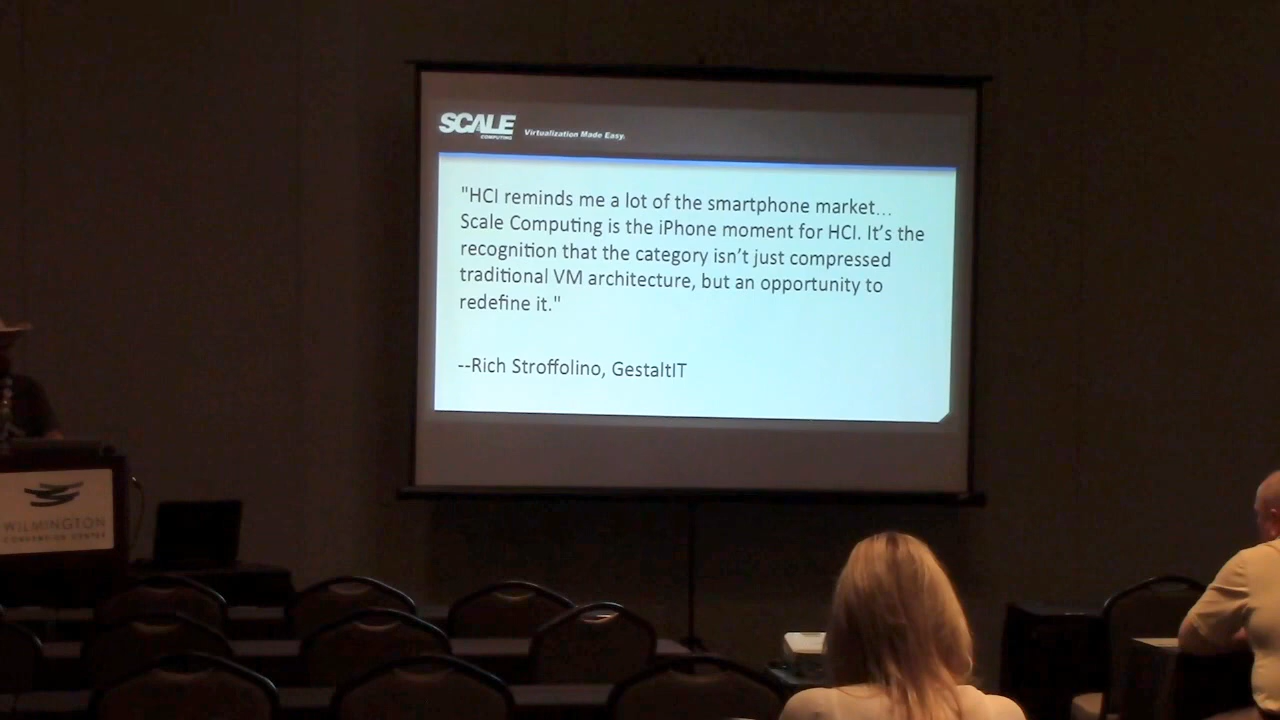 SCALE
COMPUTING
Virtualization Made Easy.
"HCI reminds me a lot of the smartphone market…
Scale Computing is the iPhone moment for HCI. It’s the
recognition that the category isn’t just compressed
traditional VM architecture, but an opportunity to
redefine it."
--Rich Stroffolino, GestaltIT
WILMINGTON
CONVENTION CENTER